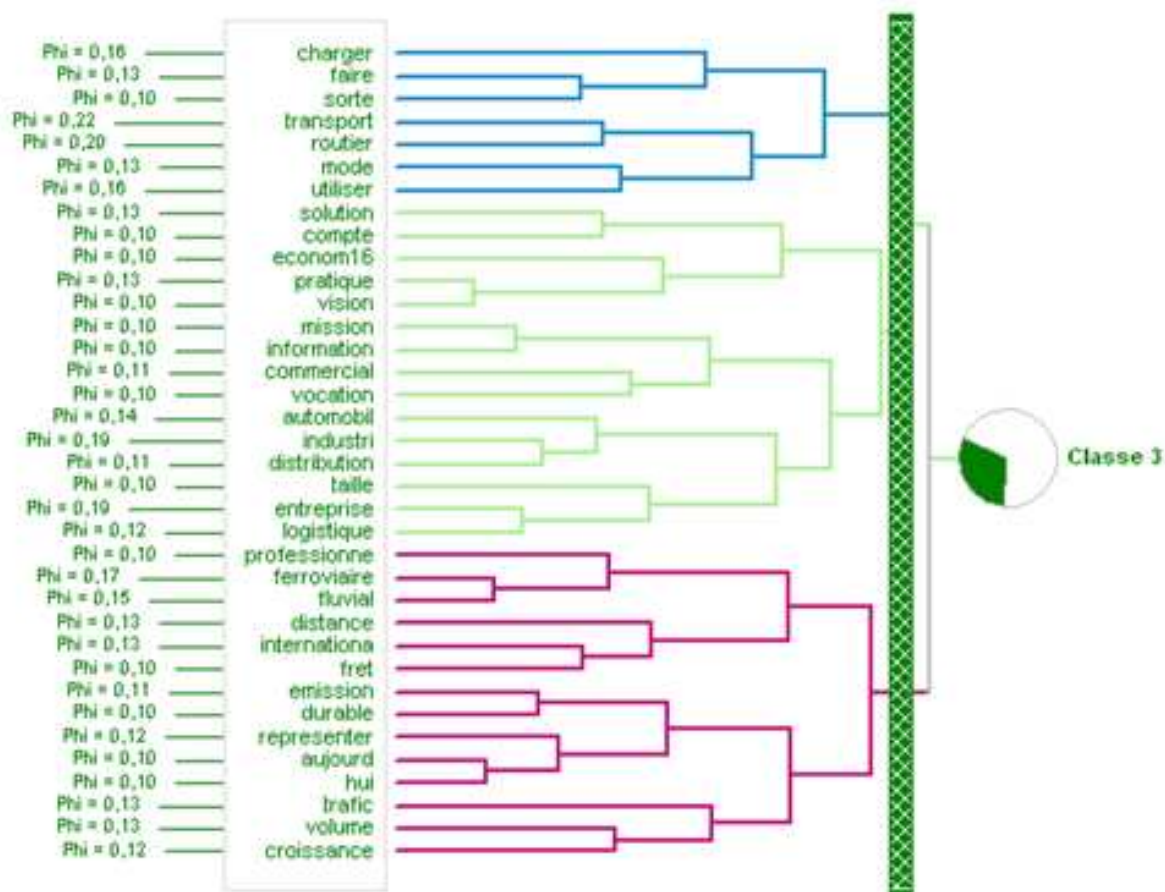 Phi = 0,16 charger
Phi = 0,13 faire
Phi = 0,10 sorte
Phi = 0,22 transport
Phi = 0,20 routier
Phi = 0,13 mode
Phi = 0,16 utiliser
Phi = 0,13 solution
Phi = 0,10 compte
Phi = 0,10 econom16
Phi = 0,13 pratique
Phi = 0,10 vision
Phi = 0,10 mission
Phi = 0,10 information
Phi = 0,11 commercial
Phi = 0,10 vocation
Phi = 0,14 automobil
Phi = 0,19 industri
Phi = 0,11 distribution
Phi = 0,10 taille
Phi = 0,19 entreprise
Phi = 0,12 logistique
Phi = 0,10 professionne
Phi = 0,17 ferroviaire
Phi = 0,15 fluvial
Phi = 0,13 distance
Phi = 0,13 internationa
Phi = 0,10 fret
Phi = 0,11 emission
Phi = 0,10 durable
Phi = 0,12 representer
Phi = 0,10 aujourd
Phi = 0,10 hui
Phi = 0,13 trafic
Phi = 0,13 volume
Phi = 0,12 croissance
Classe 3